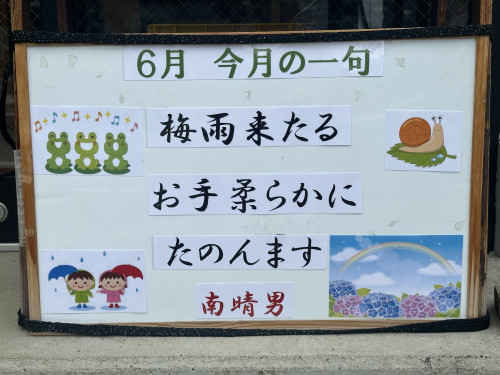 6月 今月の一句
梅雨来たる
お手柔らかに
たのんます
南晴男